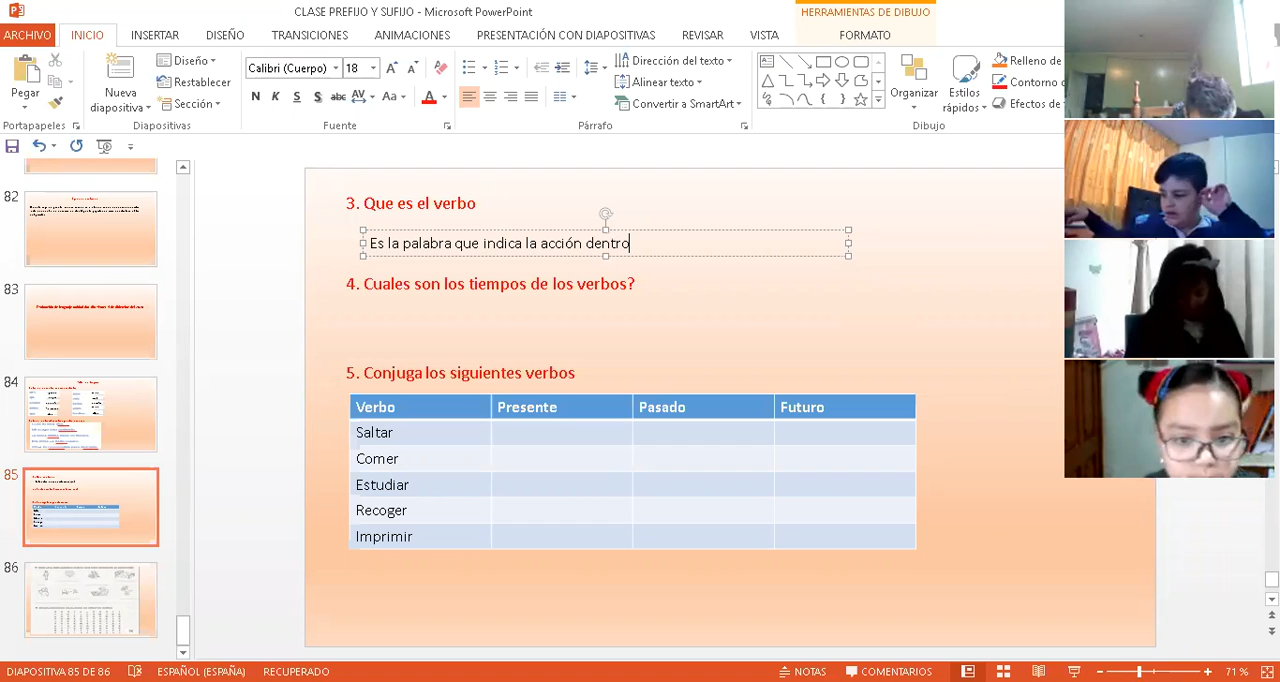 CLASE PREFIJO Y SUFIJO - Microsoft PowerPoint
HERRAMIENTAS DE DIBUJO
ARCHIVO INICIO INSERTAR DISEÑO TRANSICIONES ANIMACIONES PRESENTACIÓN CON DIAPOSITIVAS REVISAR VISTA FORMATO
Pegar
Nueva diapositiva
Diseño
Restablecer
Sección
Calibri (Cuerpo) 18
N K S S abc AV Aa A
Dirección del texto
Alinear texto
Convertir a SmartArt
Organizar
Estilos rápidos
Relleno de
Contorno
Efectos de
Portapapeles Diapositivas Fuente Párrafo Dibujo
82
83
84
85
86
3. Que es el verbo
Es la palabra que indica la acción dentro
4. Cuales son los tiempos de los verbos?
5. Conjuga los siguientes verbos
Verbo Presente Pasado Futuro
Saltar
Comer
Estudiar
Recoger
Imprimir
DIAPOSITIVA 85 DE 86 ESPAÑOL (ESPAÑA) RECUPERADO NOTAS COMENTARIOS 71 %